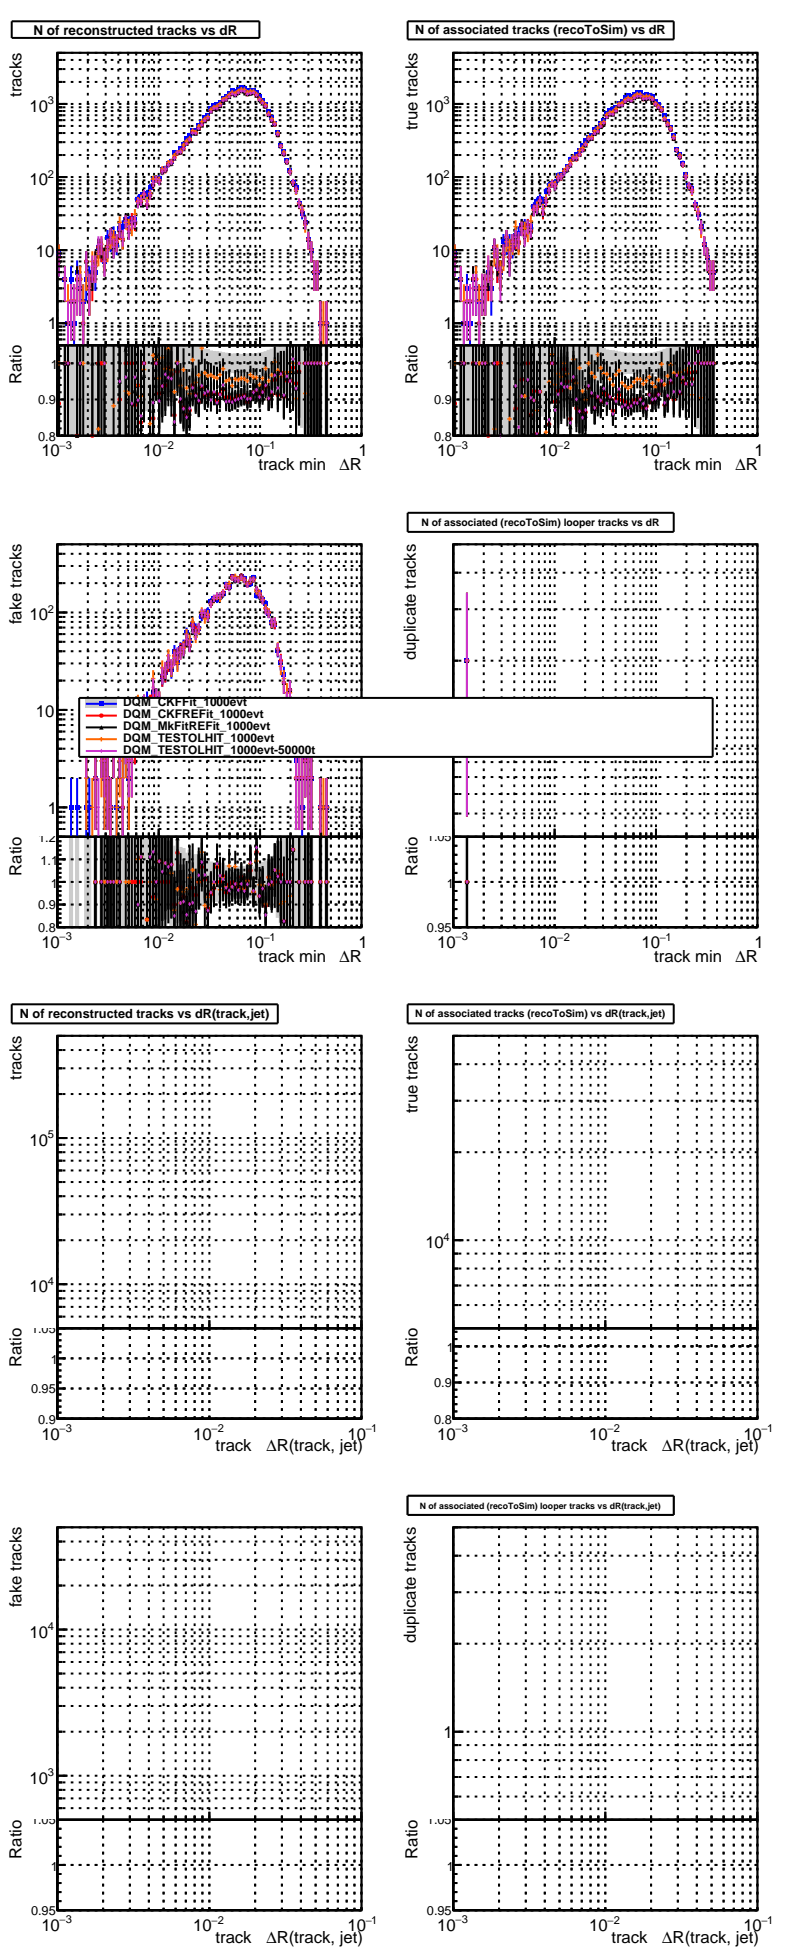 N of reconstructed tracks vs dR
tracks
10³
10²
10
1
Ratio
1
0.9
0.8
10⁻³ 10⁻² 10⁻¹ 1
track min ΔR
N of associated tracks (recoToSim) vs dR
true tracks
10³
10²
10
1
Ratio
1
0.9
0.8
10⁻³ 10⁻² 10⁻¹ 1
track min ΔR
fake tracks
10²
10
1
Ratio
1.2
1.1
1
0.9
0.8
10⁻³ 10⁻² 10⁻¹ 1
track min ΔR
N of associated (recoToSim) looper tracks vs dR
duplicate tracks
Ratio
1.05
1
0.95
10⁻³ 10⁻² 10⁻¹ 1
track min ΔR
DQM_CKFFit_1000evt
DQM_CKFREFit_1000evt
DQM_MkFitREFit_1000evt
DQM_TESTOLHIT_1000evt
DQM_TESTOLHIT_1000evt-50000t
N of reconstructed tracks vs dR(track,jet)
tracks
10⁵
10⁴
Ratio
1.05
1
0.95
0.9
10⁻³ 10⁻² 10⁻¹
track ΔR(track, jet)
N of associated tracks (recoToSim) vs dR(track,jet)
true tracks
10⁴
Ratio
1
0.9
0.8
10⁻³ 10⁻² 10⁻¹
track ΔR(track, jet)
fake tracks
10⁴
10³
Ratio
1.05
1
0.95
10⁻³ 10⁻² 10⁻¹
track ΔR(track, jet)
N of associated (recoToSim) looper tracks vs dR(track,jet)
duplicate tracks
1
Ratio
1.05
1
0.95
10⁻³ 10⁻² 10⁻¹
track ΔR(track, jet)